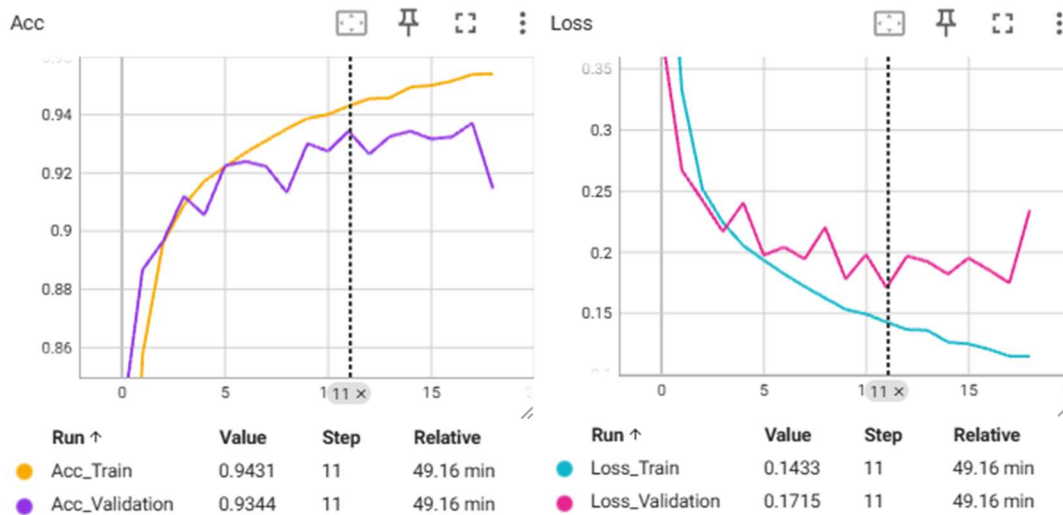 Acc
0.94
0.92
0.9
0.88
0.86
0 5 11 × 15
Run ↑ Value Step Relative
Acc_Train 0.9431 11 49.16 min
Acc_Validation 0.9344 11 49.16 min
Loss
0.35
0.3
0.25
0.2
0.15
0.1
0 5 11 × 15
Run ↑ Value Step Relative
Loss_Train 0.1433 11 49.16 min
Loss_Validation 0.1715 11 49.16 min